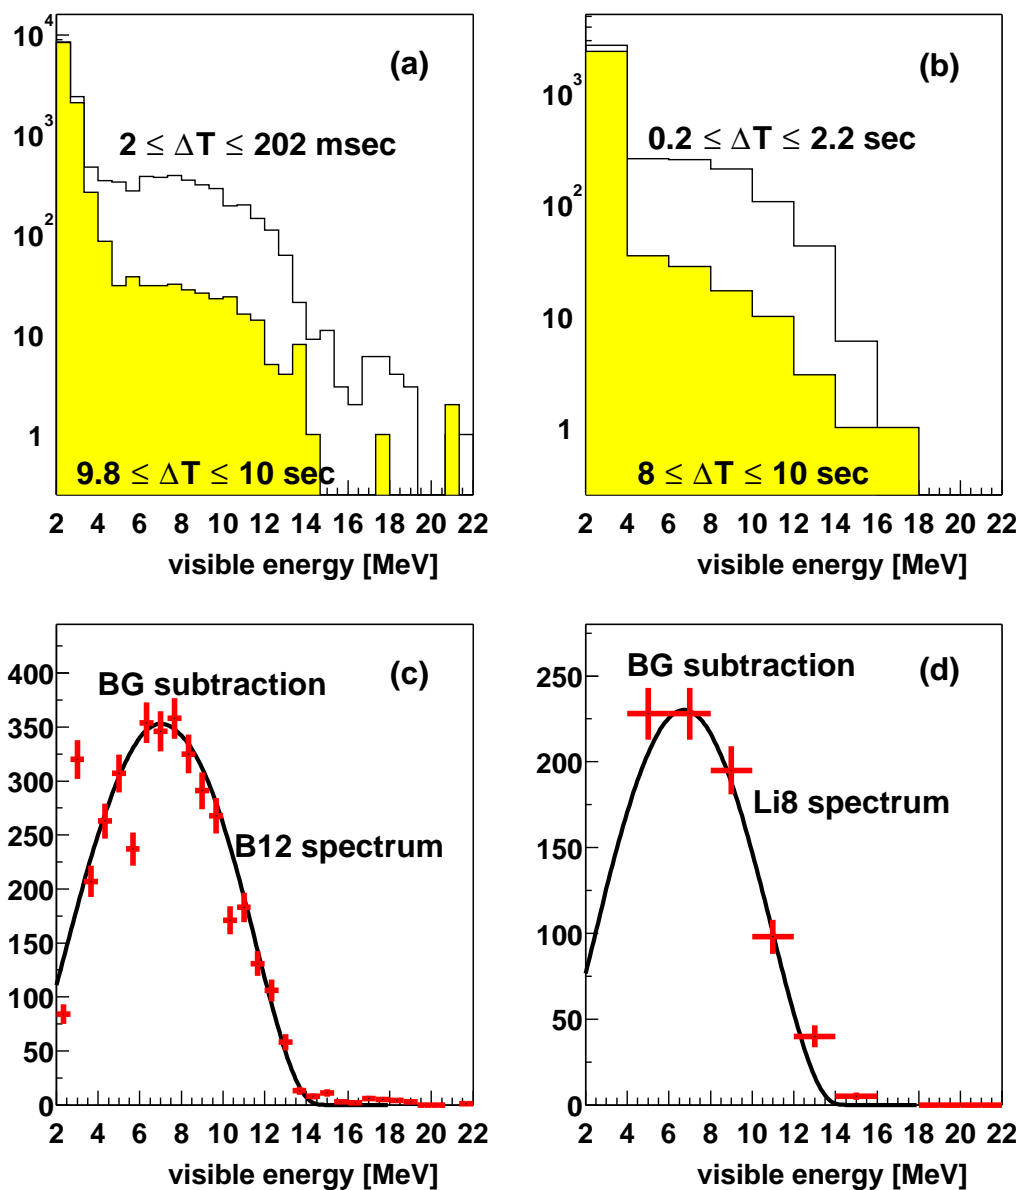 (a)
2 ≤ ΔT ≤ 202 msec
9.8 ≤ ΔT ≤ 10 sec
10^4
10^3
10^2
10
1
2 4 6 8 10 12 14 16 18 20 22
visible energy [MeV]
(b)
0.2 ≤ ΔT ≤ 2.2 sec
8 ≤ ΔT ≤ 10 sec
10^3
10^2
10
1
2 4 6 8 10 12 14 16 18 20 22
visible energy [MeV]
(c)
BG subtraction
B12 spectrum
400
350
300
250
200
150
100
50
0
2 4 6 8 10 12 14 16 18 20 22
visible energy [MeV]
(d)
BG subtraction
Li8 spectrum
250
200
150
100
50
0
2 4 6 8 10 12 14 16 18 20 22
visible energy [MeV]